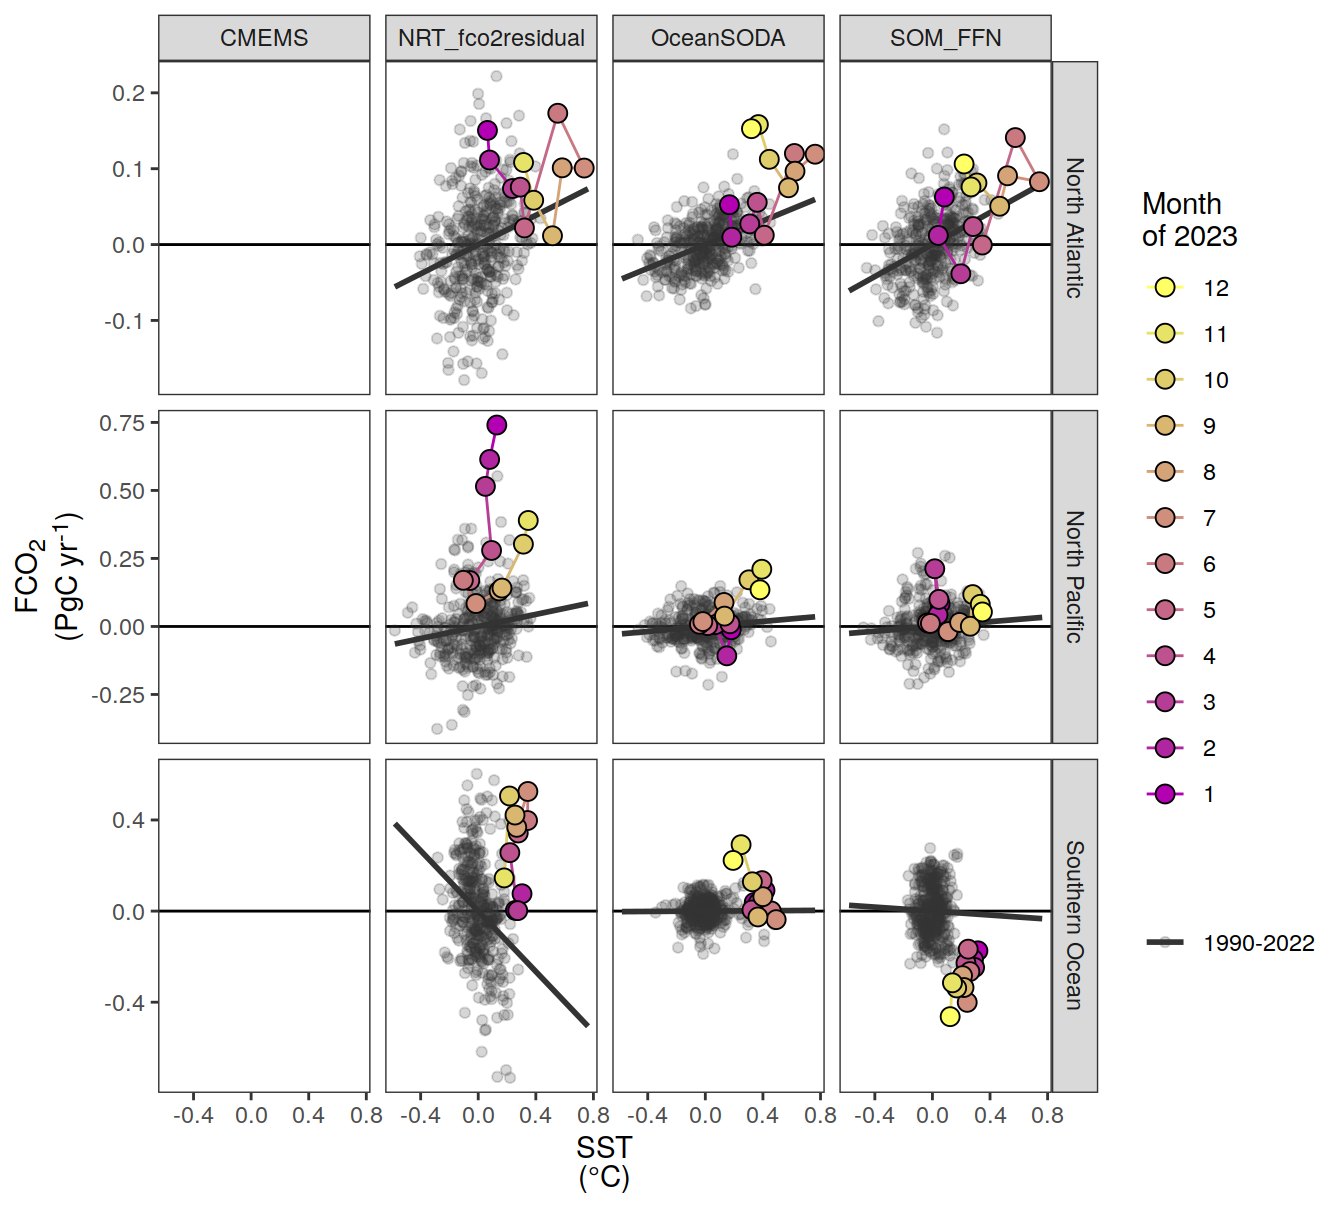 CMEMS
NRT_fco2residual
OceanSODA
SOM_FFN
0.2
0.1
0.0
-0.1
North Atlantic
0.75
0.50
0.25
0.00
-0.25
North Pacific
0.4
0.0
-0.4
Southern Ocean
FCO₂
(PgC yr⁻¹)
-0.4 0.0 0.4 0.8
-0.4 0.0 0.4 0.8
-0.4 0.0 0.4 0.8
-0.4 0.0 0.4 0.8
SST
(°C)
Month
of 2023
12
11
10
9
8
7
6
5
4
3
2
1
1990-2022